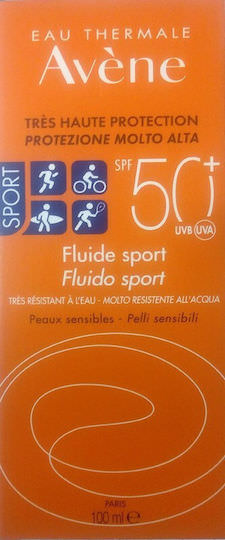 EAU THERMALE
Avène
TRÈS HAUTE PROTECTION
PROTEZIONE MOLTO ALTA
SPORT
SPF 50+
UVB UVA
Fluide sport
Fluido sport
TRÈS RÉSISTANT À L'EAU - MOLTO RESISTENTE ALL'ACQUA
Peaux sensibles - Pelli sensibili
PARIS
100 ml e